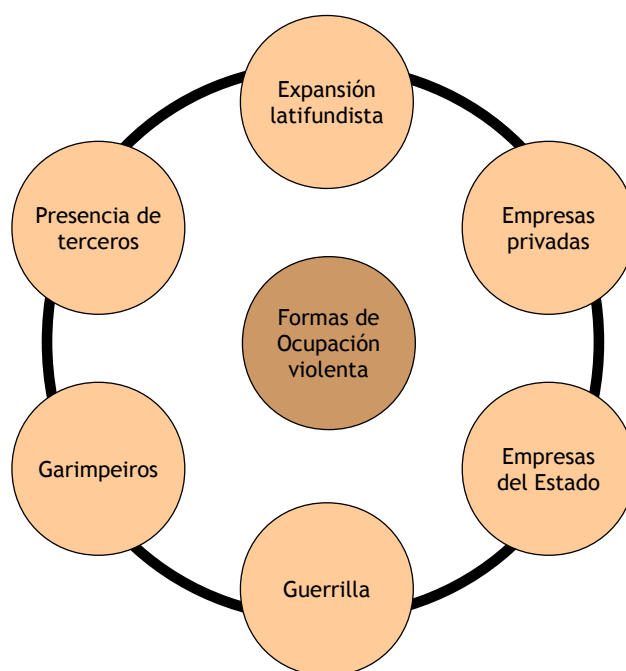 Expansión
latifundista
Presencia de
terceros
Empresas
privadas
Formas de
Ocupación
violenta
Garimpeiros
Empresas
del Estado
Guerrilla